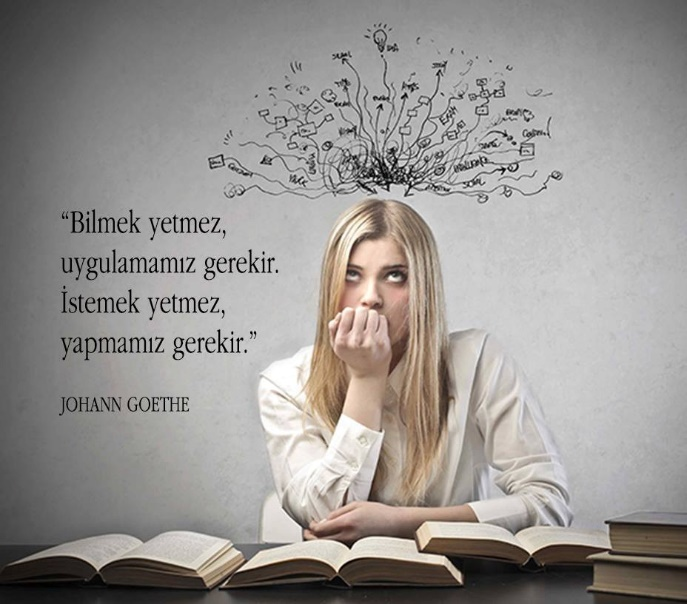 “Bilmek yetmez,
uygulamamız gerekir.
İstemek yetmez,
yapmamız gerekir.”
JOHANN GOETHE